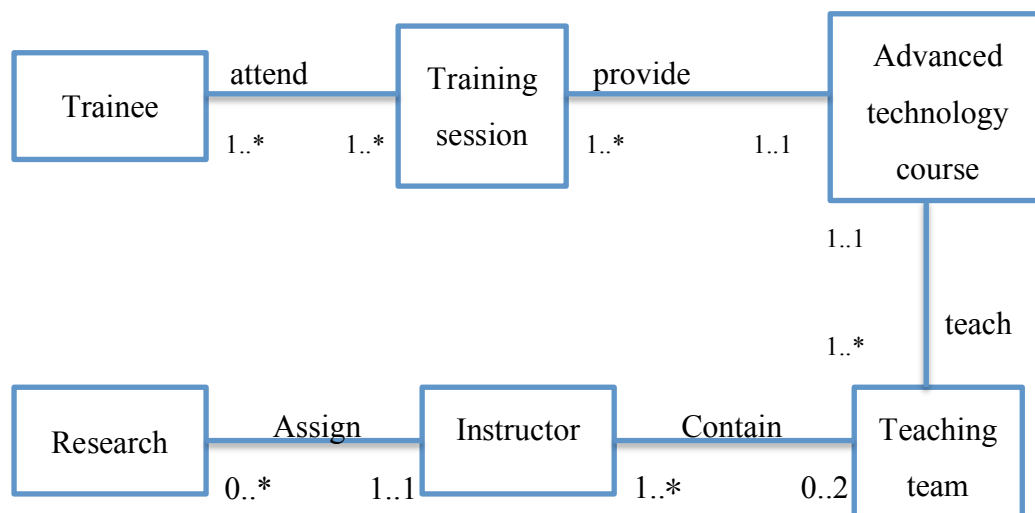 Trainee
attend
1..*
1..*
Training
session
provide
1..*
1..1
Advanced
technology
course
1..1
teach
1..*
Research
Assign
0..*
1..1
Instructor
Contain
1..*
0..2
Teaching
team